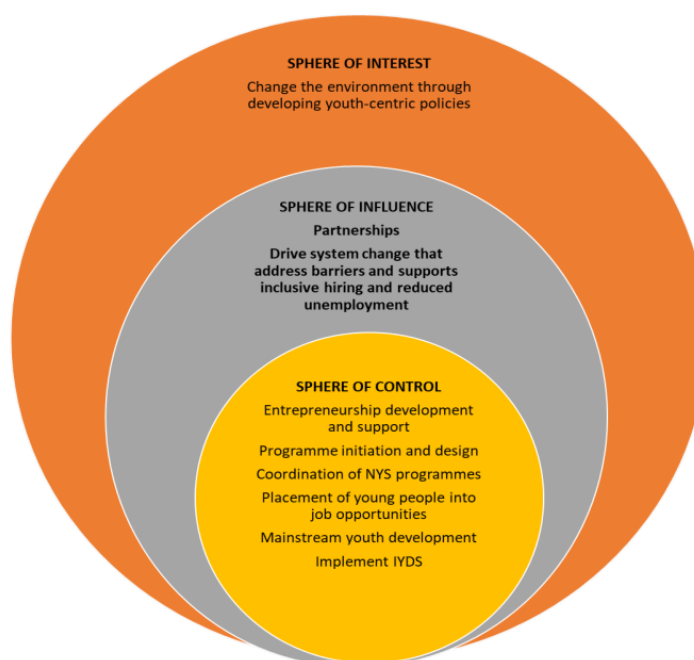 SPHERE OF INTEREST
Change the environment through
developing youth-centric policies
SPHERE OF INFLUENCE
Partnerships
Drive system change that
address barriers and supports
inclusive hiring and reduced
unemployment
SPHERE OF CONTROL
Entrepreneurship development
and support
Programme initiation and design
Coordination of NYS programmes
Placement of young people into
job opportunities
Mainstream youth development
Implement IYDS